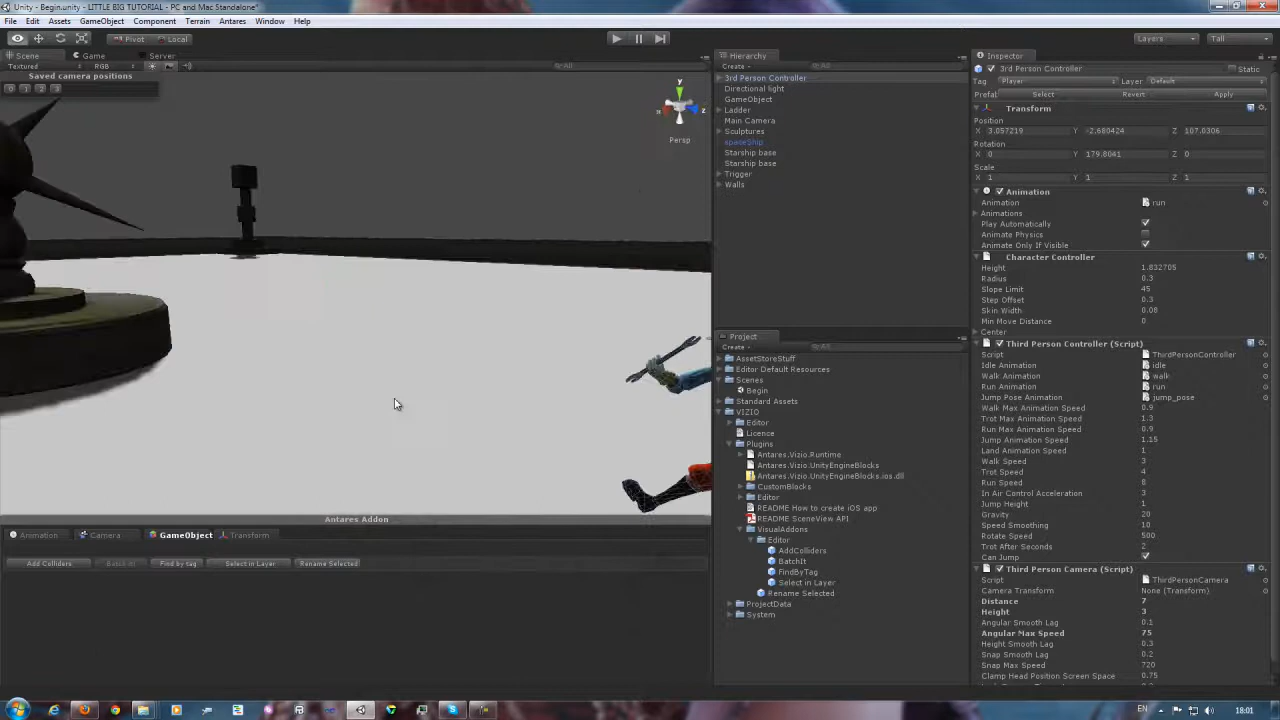 Unity - Begin.unity - LITTLE BIG TUTORIAL - PC and Mac Standalone*
File Edit Assets GameObject Component Terrain Antares Window Help
Pivot Local Layers Tall
Scene Game Server
Textured RGB All
Saved camera positions
0 1 2 3
y
z
Persp
Antares Addon
Animation Camera GameObject Transform
Add Colliders Batch it Find by tag Select in Layer Rename Selected
Hierarchy
Create All
3rd Person Controller
Directional light
GameObject
Ladder
Main Camera
Sculptures
spaceShip
Starship base
Starship base
Trigger
Walls
Project
Create All
AssetStoreStuff
Editor Default Resources
Scenes
Begin
Standard Assets
VIZIO
Editor
Licence
Plugins
Antares.Vizio.Runtime
Antares.Vizio.UnityEngineBlocks
Antares.Vizio.UnityEngineBlocks.ios.dll
CustomBlocks
Editor
README How to create iOS app
README SceneView API
VisualAddons
Editor
AddColliders
BatchIt
FindByTag
Select in Layer
Rename Selected
ProjectData
System
Inspector
3rd Person Controller Static
Tag Player Layer Default
Prefab Select Revert Apply
Transform
Position
X 3.057219 Y -2.680424 Z 107.0306
Rotation
X 0 Y 179.8041 Z 0
Scale
X 1 Y 1 Z 1
Animation
Animation run
Animations
Play Automatically
Animate Physics
Animate Only If Visible
Character Controller
Height 1.832705
Radius 0.3
Slope Limit 45
Step Offset 0.3
Skin Width 0.08
Min Move Distance 0
Center
Third Person Controller (Script)
Script ThirdPersonController
Idle Animation idle
Walk Animation walk
Run Animation run
Jump Pose Animation jump_pose
Walk Max Animation Speed 0.9
Trot Max Animation Speed 1.3
Run Max Animation Speed 0.9
Jump Animation Speed 1.15
Land Animation Speed 1
Walk Speed 3
Trot Speed 4
Run Speed 8
In Air Control Acceleration 3
Jump Height 1
Gravity 20
Speed Smoothing 10
Rotate Speed 500
Trot After Seconds 2
Can Jump
Third Person Camera (Script)
Script ThirdPersonCamera
Camera Transform None (Transform)
Distance 7
Height 3
Angular Smooth Lag 0.1
Angular Max Speed 75
Height Smooth Lag 0.3
Snap Smooth Lag 0.2
Snap Max Speed 720
Clamp Head Position Screen Space 0.75
EN 18:01